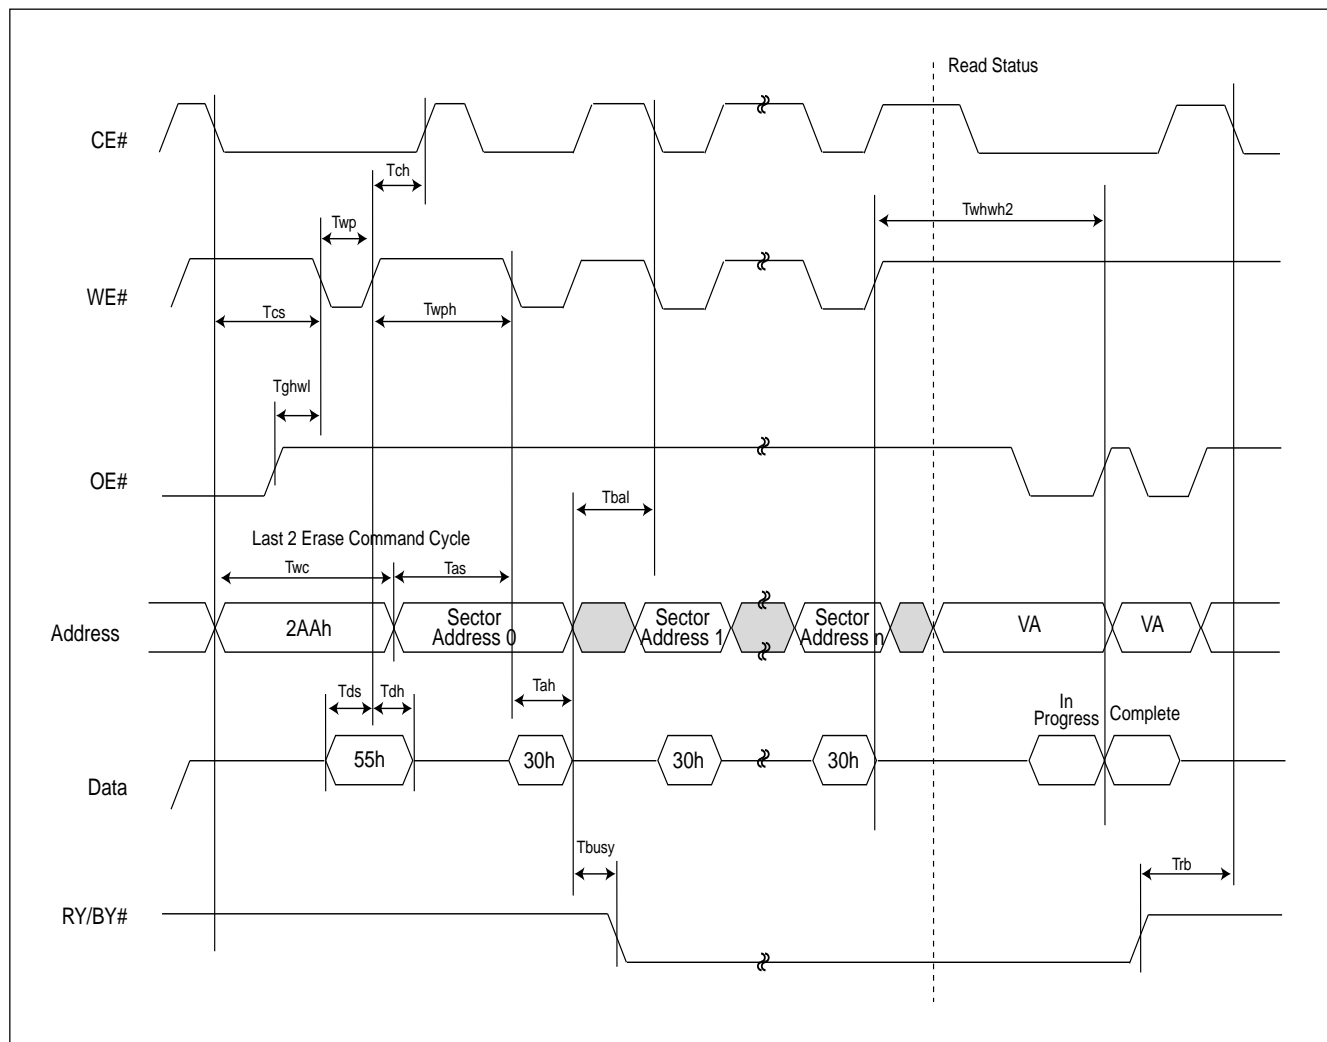 Read Status
CE#
Tch
Twhwh2
Twp
WE#
Tcs
Twph
Tghwl
OE#
Tbal
Last 2 Erase Command Cycle
Twc
Tas
Address
2AAh
Sector
Address 0
Sector
Address 1
Sector
Address n
VA
VA
Tds
Tdh
Tah
In
Progress
Complete
Data
55h
30h
30h
30h
Tbusy
Trb
RY/BY#